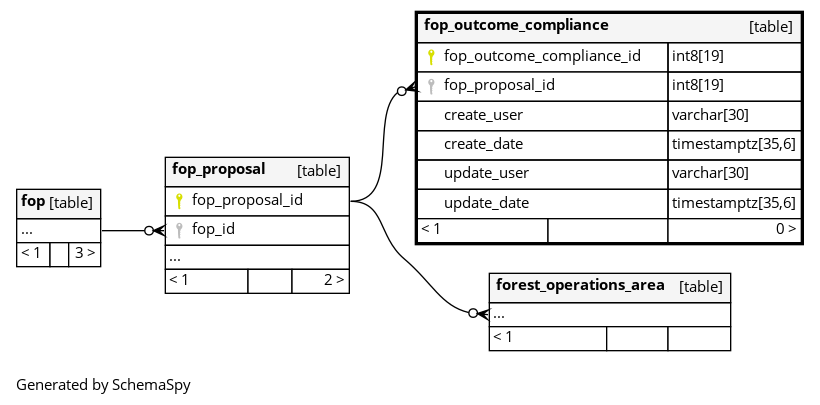 fop_outcome_compliance [table]
fop_outcome_compliance_id int8[19]
fop_proposal_id int8[19]
create_user varchar[30]
create_date timestamptz[35,6]
update_user varchar[30]
update_date timestamptz[35,6]
< 1 0 >
fop_proposal [table]
fop_proposal_id
fop_id
...
< 1 2 >
fop [table]
...
< 1 3 >
forest_operations_area [table]
...
< 1
Generated by SchemaSpy